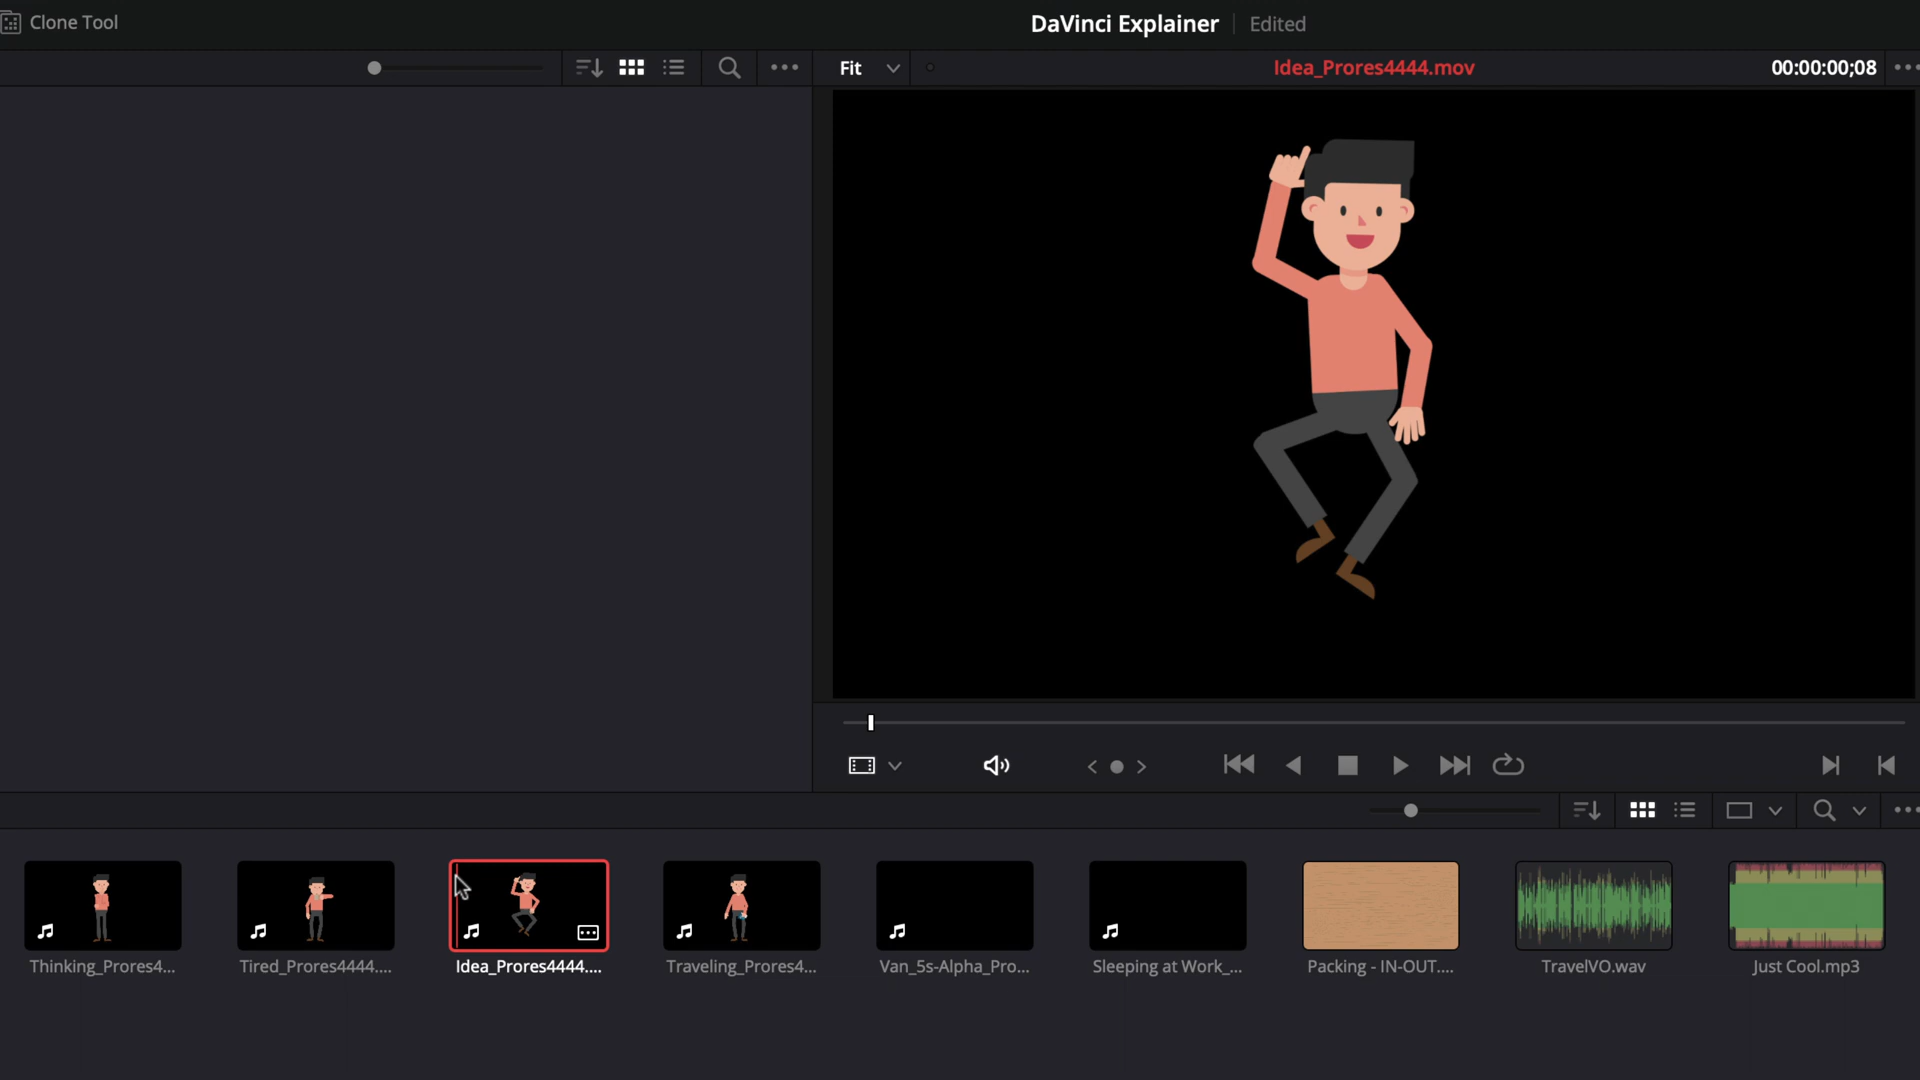 Clone Tool
DaVinci Explainer
Edited
Fit
Idea_Prores4444.mov
00:00:00;08
Thinking_Prores4...
Tired_Prores4444....
Idea_Prores4444....
Traveling_Prores4...
Van_5s-Alpha_Pro...
Sleeping at Work_...
Packing - IN-OUT....
TravelVO.wav
Just Cool.mp3